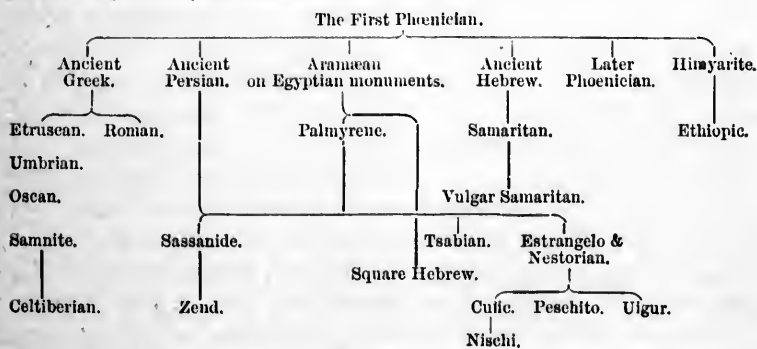 The First Phœnician.
Ancient Ancient Aramæan Ancient Later Himyarite.
Greek. Persian. on Egyptian monuments. Hebrew. Phoenician.
Etruscan. Roman. Palmyrene. Samaritan. Ethiopic.
Umbrian.
Oscan. Vulgar Samaritan.
Samnite. Sassanide. Tsabian. Estrangelo &
Nestorian.
Square Hebrew.
Celtiberian. Zend. Cufic. Peschito. Uigur.
Nischi.